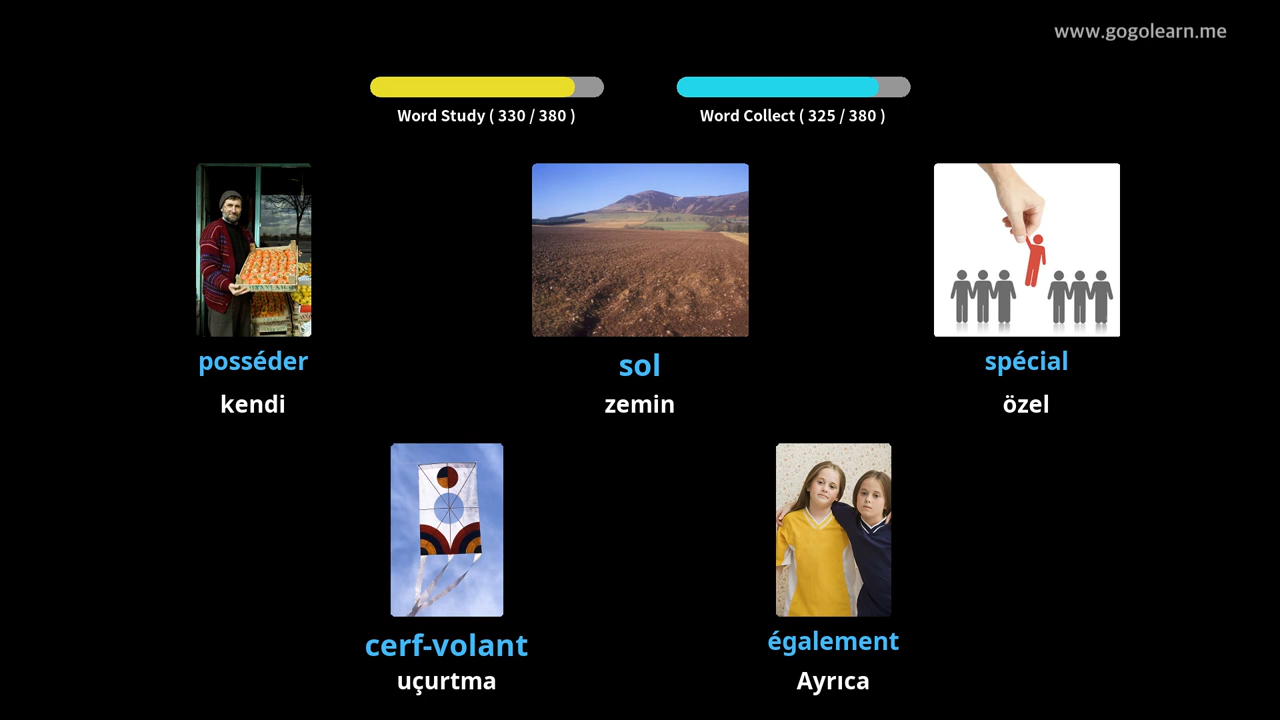 www.gogolearn.me
Word Study ( 330 / 380 )
Word Collect ( 325 / 380 )
posséder
kendi
sol
zemin
spécial
özel
cerf-volant
uçurtma
également
Ayrıca